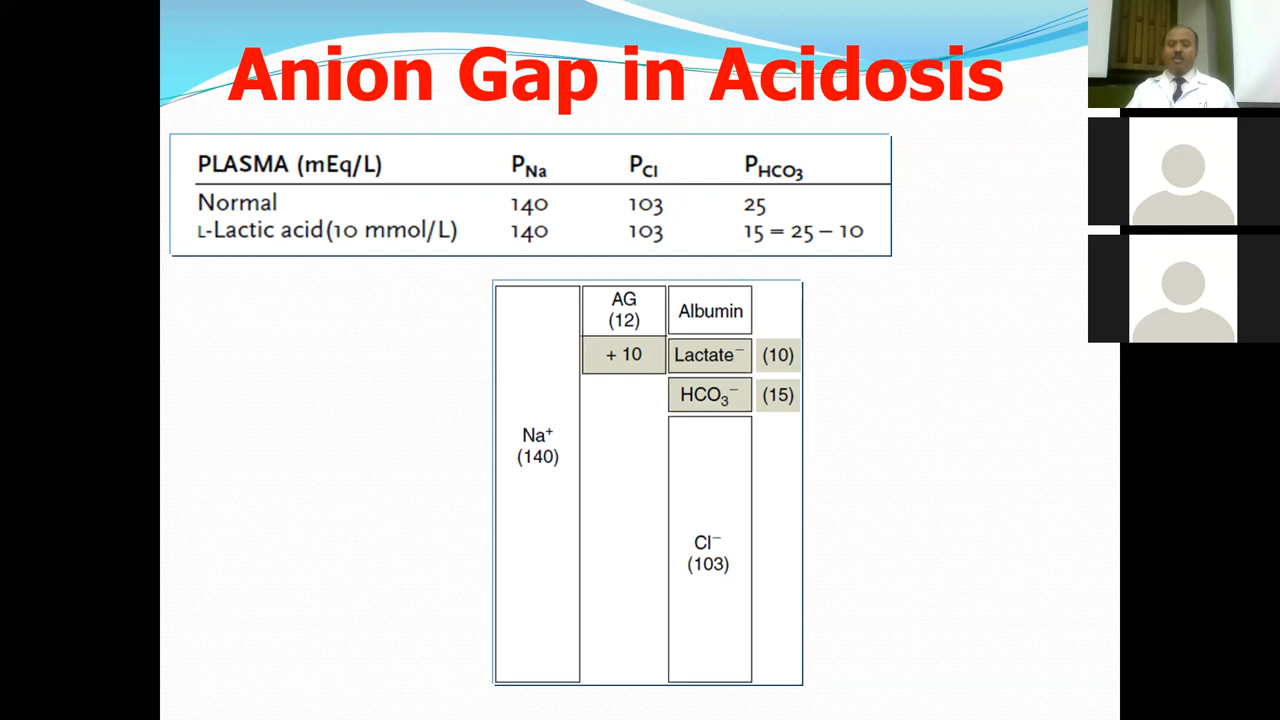 Anion Gap in Acidosis
PLASMA (mEq/L) P_Na P_Cl P_HCO₃
Normal 140 103 25
L-Lactic acid (10 mmol/L) 140 103 15 = 25 – 10
AG
(12)
Albumin
+ 10
Lactate⁻ (10)
HCO₃⁻ (15)
Na⁺
(140)
Cl⁻
(103)